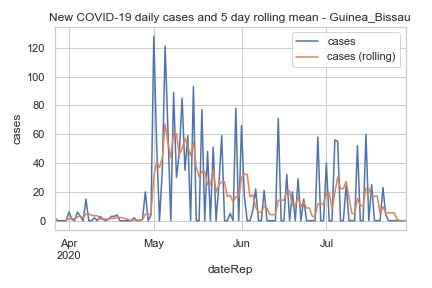 New COVID-19 daily cases and 5 day rolling mean - Guinea_Bissau
cases
cases (rolling)
cases
120
100
80
60
40
20
0
Apr
2020
May
Jun
Jul
dateRep